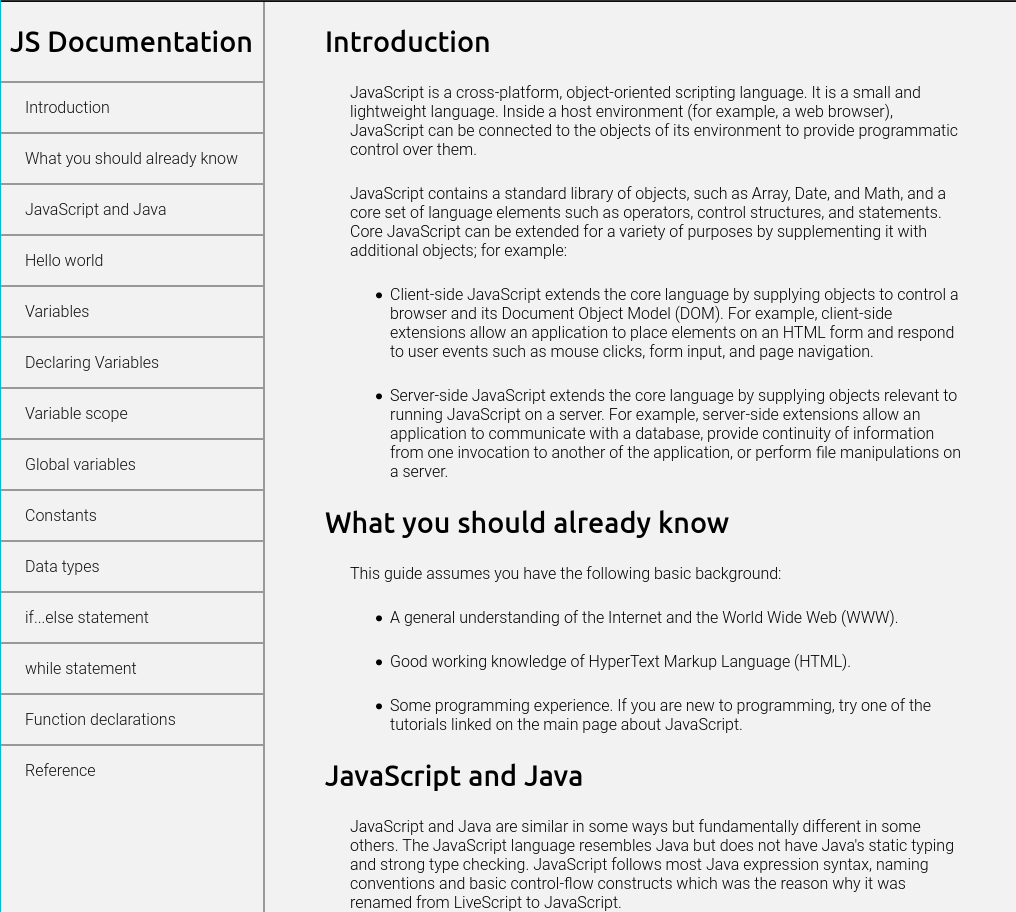 JS Documentation
Introduction
What you should already know
JavaScript and Java
Hello world
Variables
Declaring Variables
Variable scope
Global variables
Constants
Data types
if...else statement
while statement
Function declarations
Reference
Introduction
JavaScript is a cross-platform, object-oriented scripting language. It is a small and
lightweight language. Inside a host environment (for example, a web browser),
JavaScript can be connected to the objects of its environment to provide programmatic
control over them.
JavaScript contains a standard library of objects, such as Array, Date, and Math, and a
core set of language elements such as operators, control structures, and statements.
Core JavaScript can be extended for a variety of purposes by supplementing it with
additional objects; for example:
• Client-side JavaScript extends the core language by supplying objects to control a
browser and its Document Object Model (DOM). For example, client-side
extensions allow an application to place elements on an HTML form and respond
to user events such as mouse clicks, form input, and page navigation.
• Server-side JavaScript extends the core language by supplying objects relevant to
running JavaScript on a server. For example, server-side extensions allow an
application to communicate with a database, provide continuity of information
from one invocation to another of the application, or perform file manipulations on
a server.
What you should already know
This guide assumes you have the following basic background:
• A general understanding of the Internet and the World Wide Web (WWW).
• Good working knowledge of HyperText Markup Language (HTML).
• Some programming experience. If you are new to programming, try one of the
tutorials linked on the main page about JavaScript.
JavaScript and Java
JavaScript and Java are similar in some ways but fundamentally different in some
others. The JavaScript language resembles Java but does not have Java's static typing
and strong type checking. JavaScript follows most Java expression syntax, naming
conventions and basic control-flow constructs which was the reason why it was
renamed from LiveScript to JavaScript.